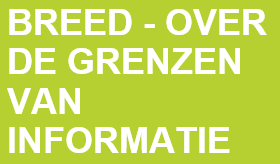 BREED - OVER
DE GRENZEN
VAN
INFORMATIE